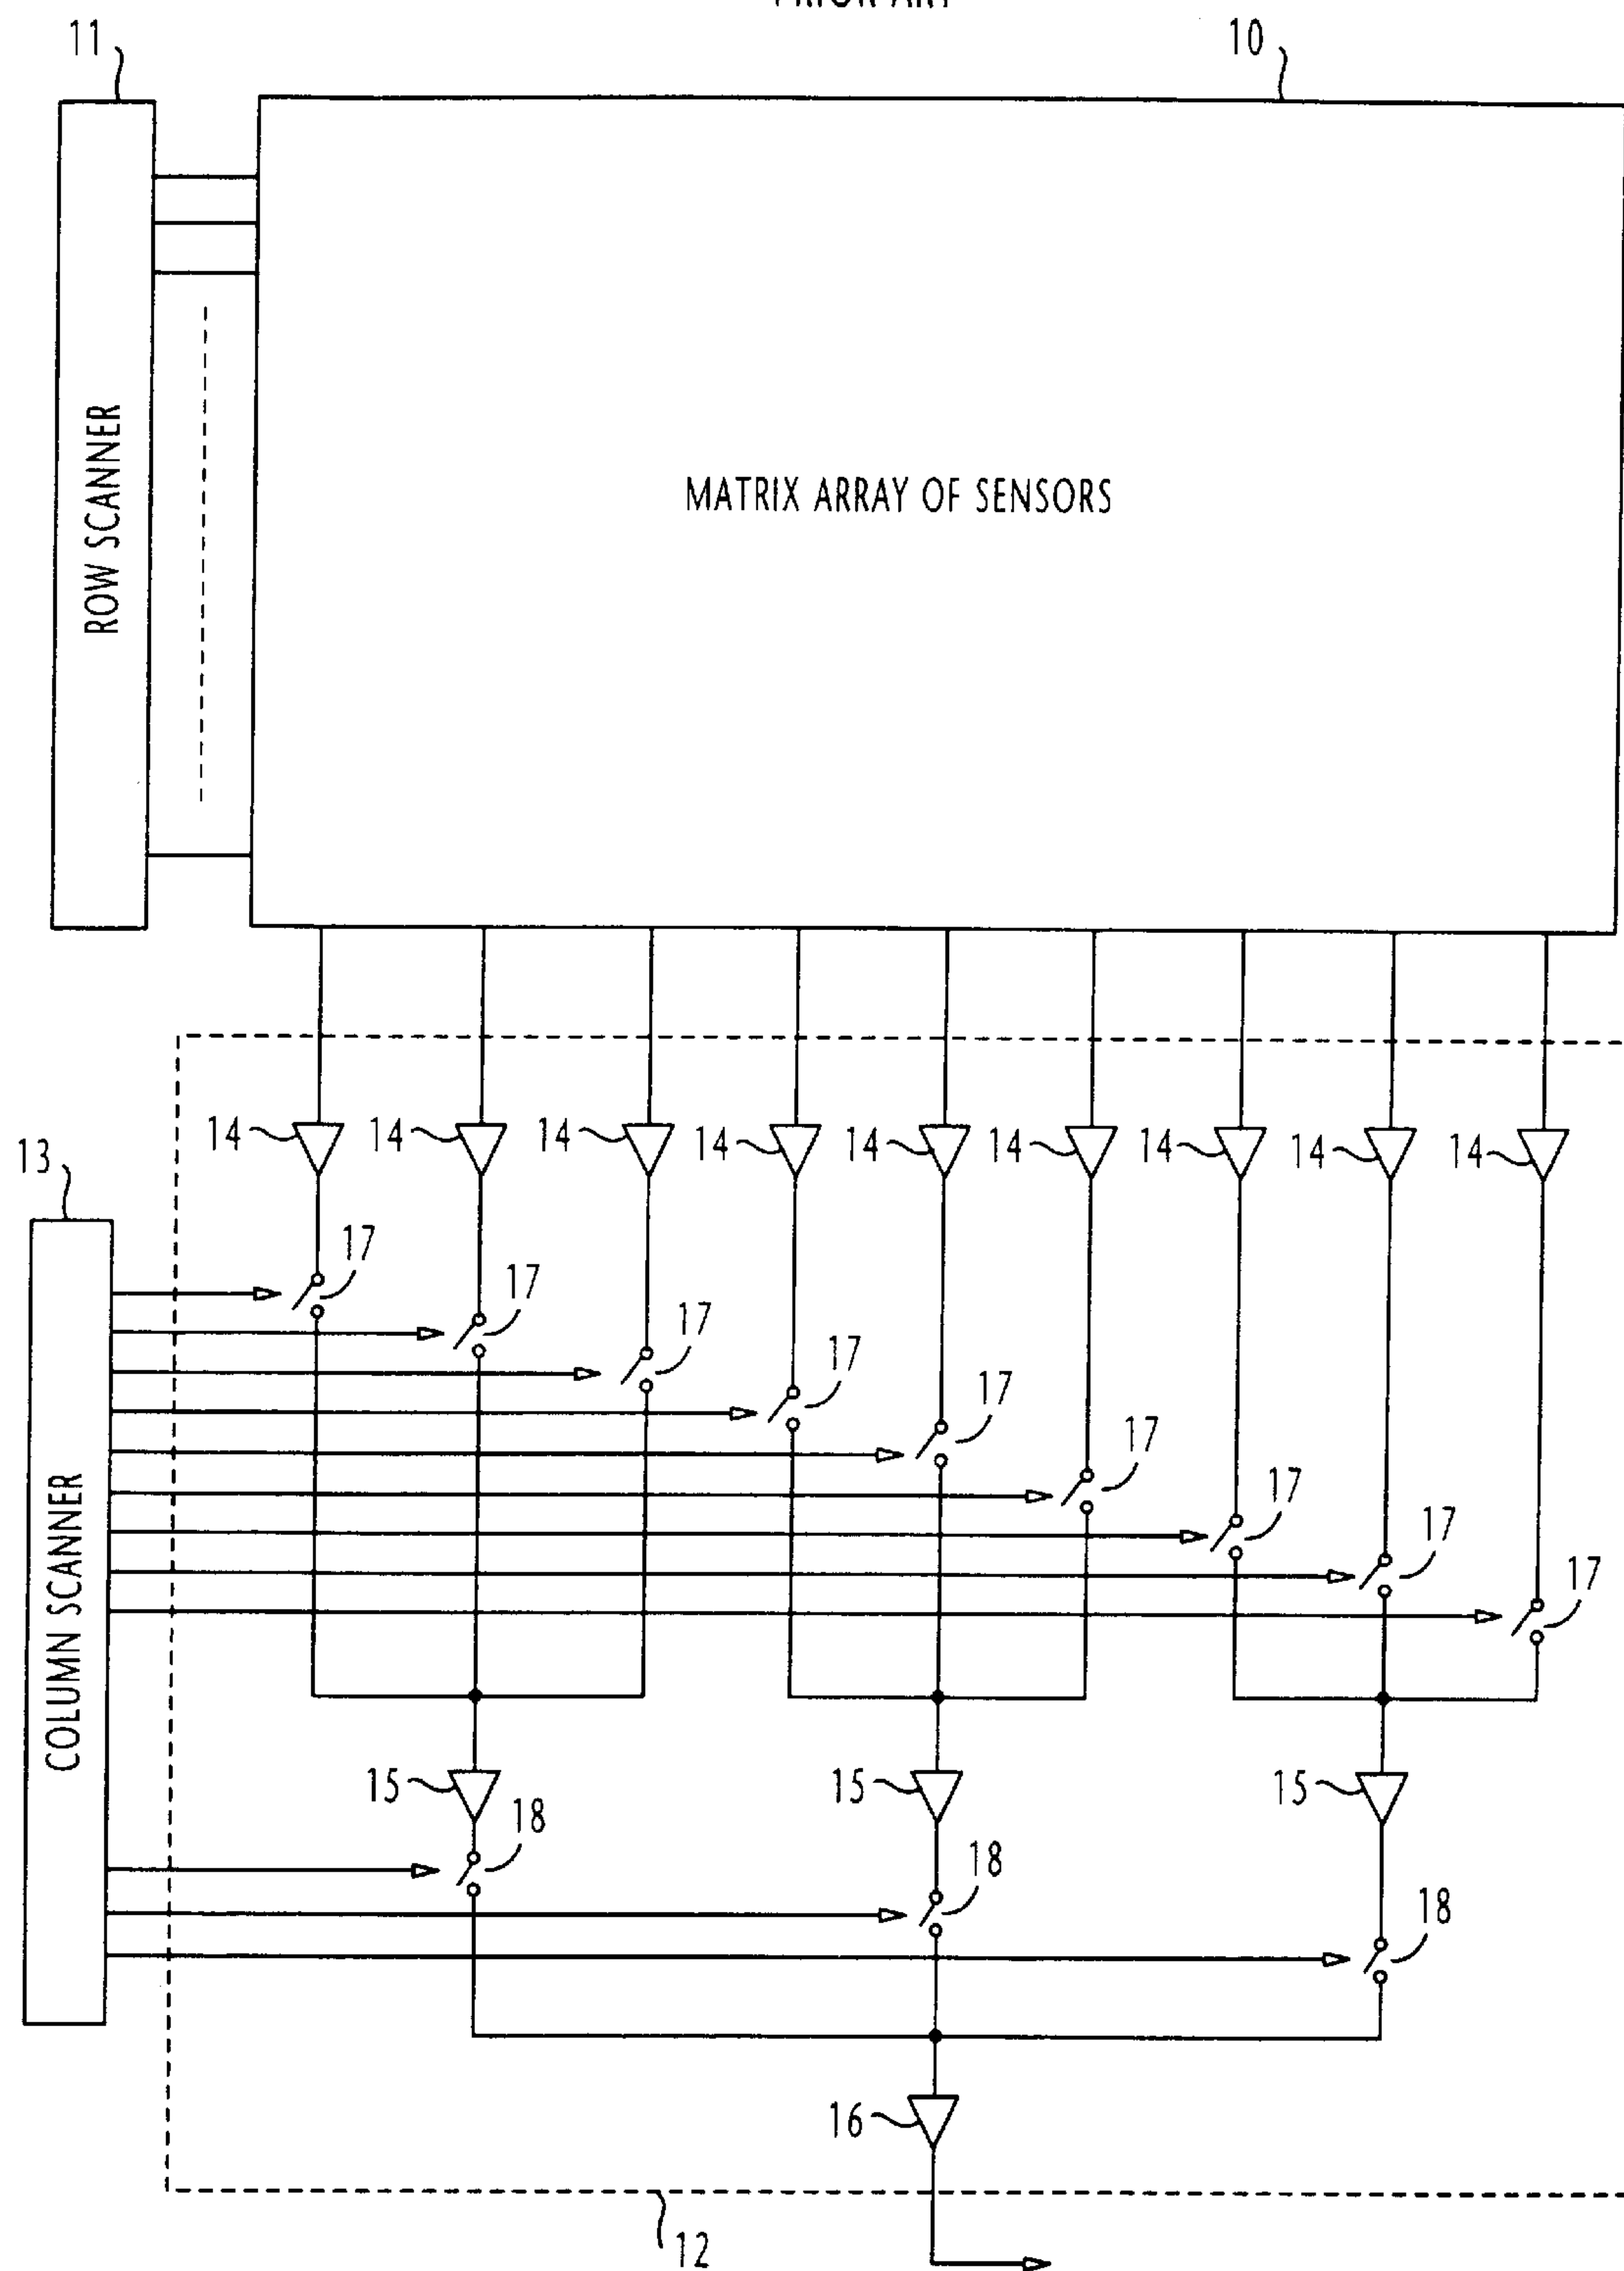 PRIOR ART
11
10
ROW SCANNER
MATRIX ARRAY OF SENSORS
14 14 14 14 14 14 14 14 14
13
17
17
17
17
17
17
17
17
17
COLUMN SCANNER
15 15 15
18
18
18
16
12